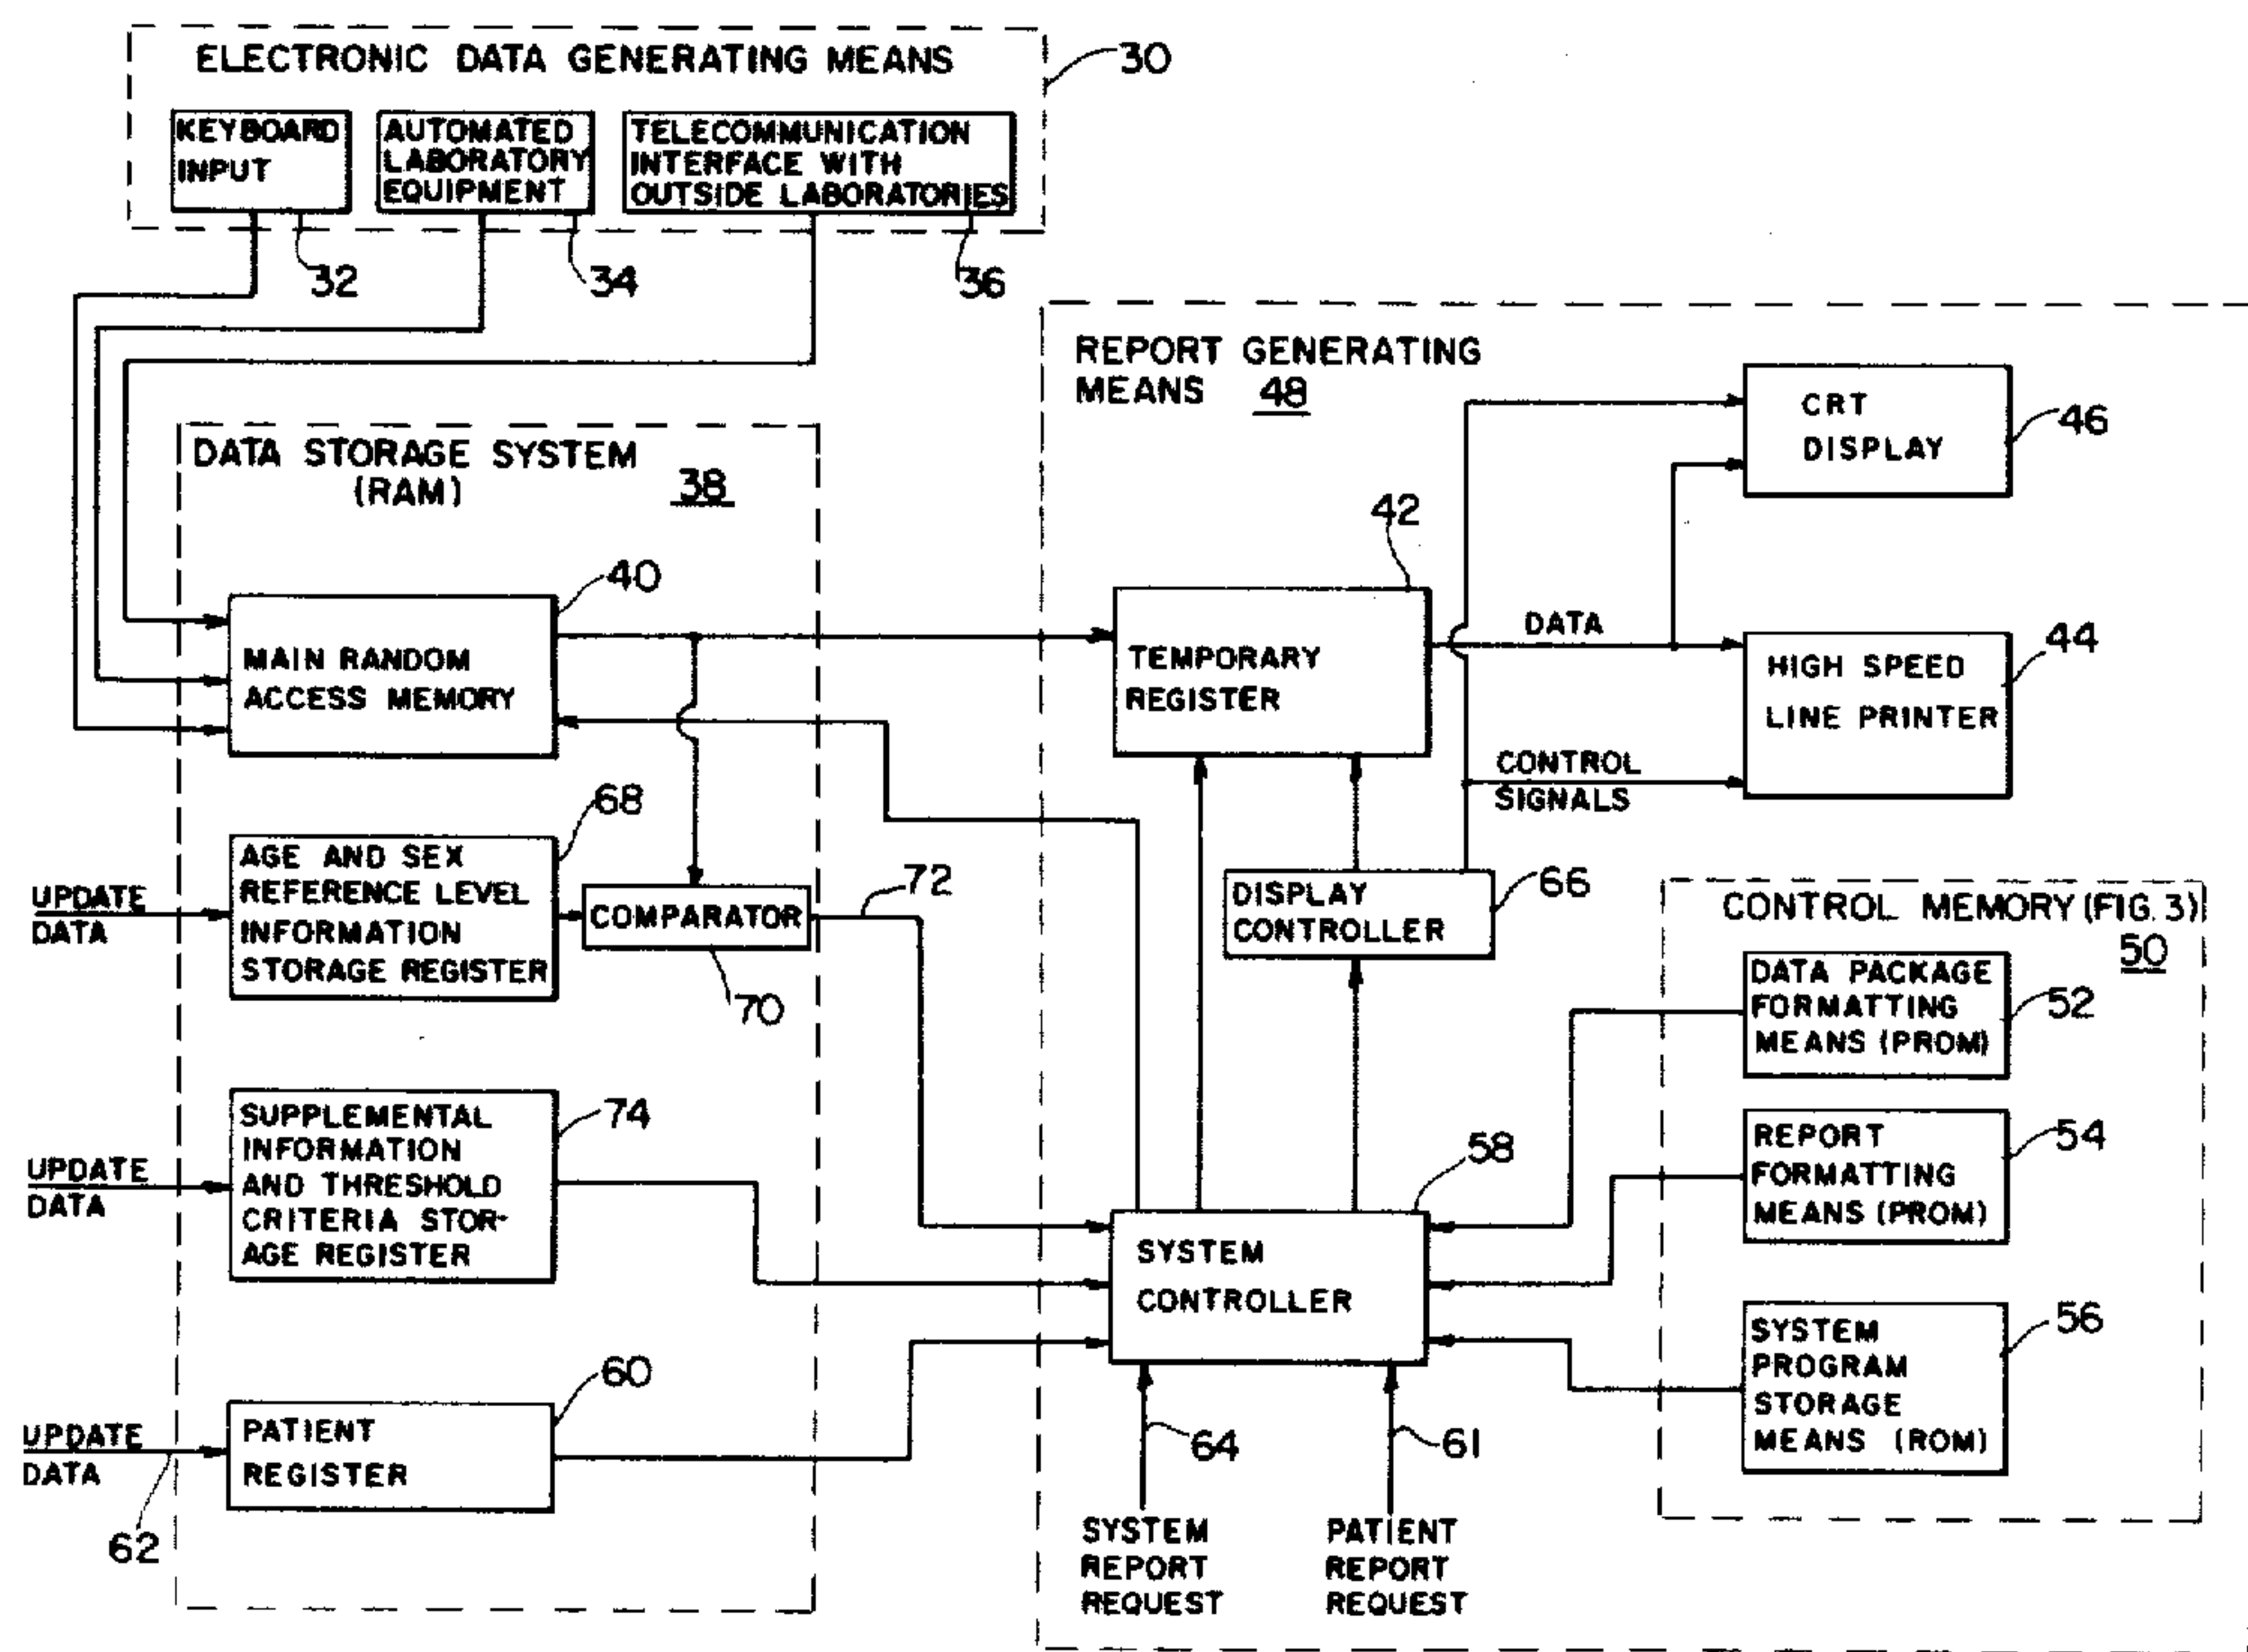 ELECTRONIC DATA GENERATING MEANS
30
KEYBOARD
INPUT
AUTOMATED
LABORATORY
EQUIPMENT
TELECOMMUNICATION
INTERFACE WITH
OUTSIDE LABORATORIES
32
34
36
DATA STORAGE SYSTEM
(RAM)
38
40
MAIN RANDOM
ACCESS MEMORY
68
UPDATE
DATA
AGE AND SEX
REFERENCE LEVEL
INFORMATION
STORAGE REGISTER
COMPARATOR
70
72
UPDATE
DATA
SUPPLEMENTAL
INFORMATION
AND THRESHOLD
CRITERIA STOR-
AGE REGISTER
74
UPDATE
DATA
62
PATIENT
REGISTER
60
REPORT GENERATING
MEANS 48
CRT
DISPLAY
46
42
TEMPORARY
REGISTER
DATA
HIGH SPEED
LINE PRINTER
44
CONTROL
SIGNALS
DISPLAY
CONTROLLER
66
CONTROL MEMORY (FIG. 3)
50
DATA PACKAGE
FORMATTING
MEANS (PROM)
52
REPORT
FORMATTING
MEANS (PROM)
54
SYSTEM
PROGRAM
STORAGE
MEANS (ROM)
56
58
SYSTEM
CONTROLLER
64
61
SYSTEM
REPORT
REQUEST
PATIENT
REPORT
REQUEST